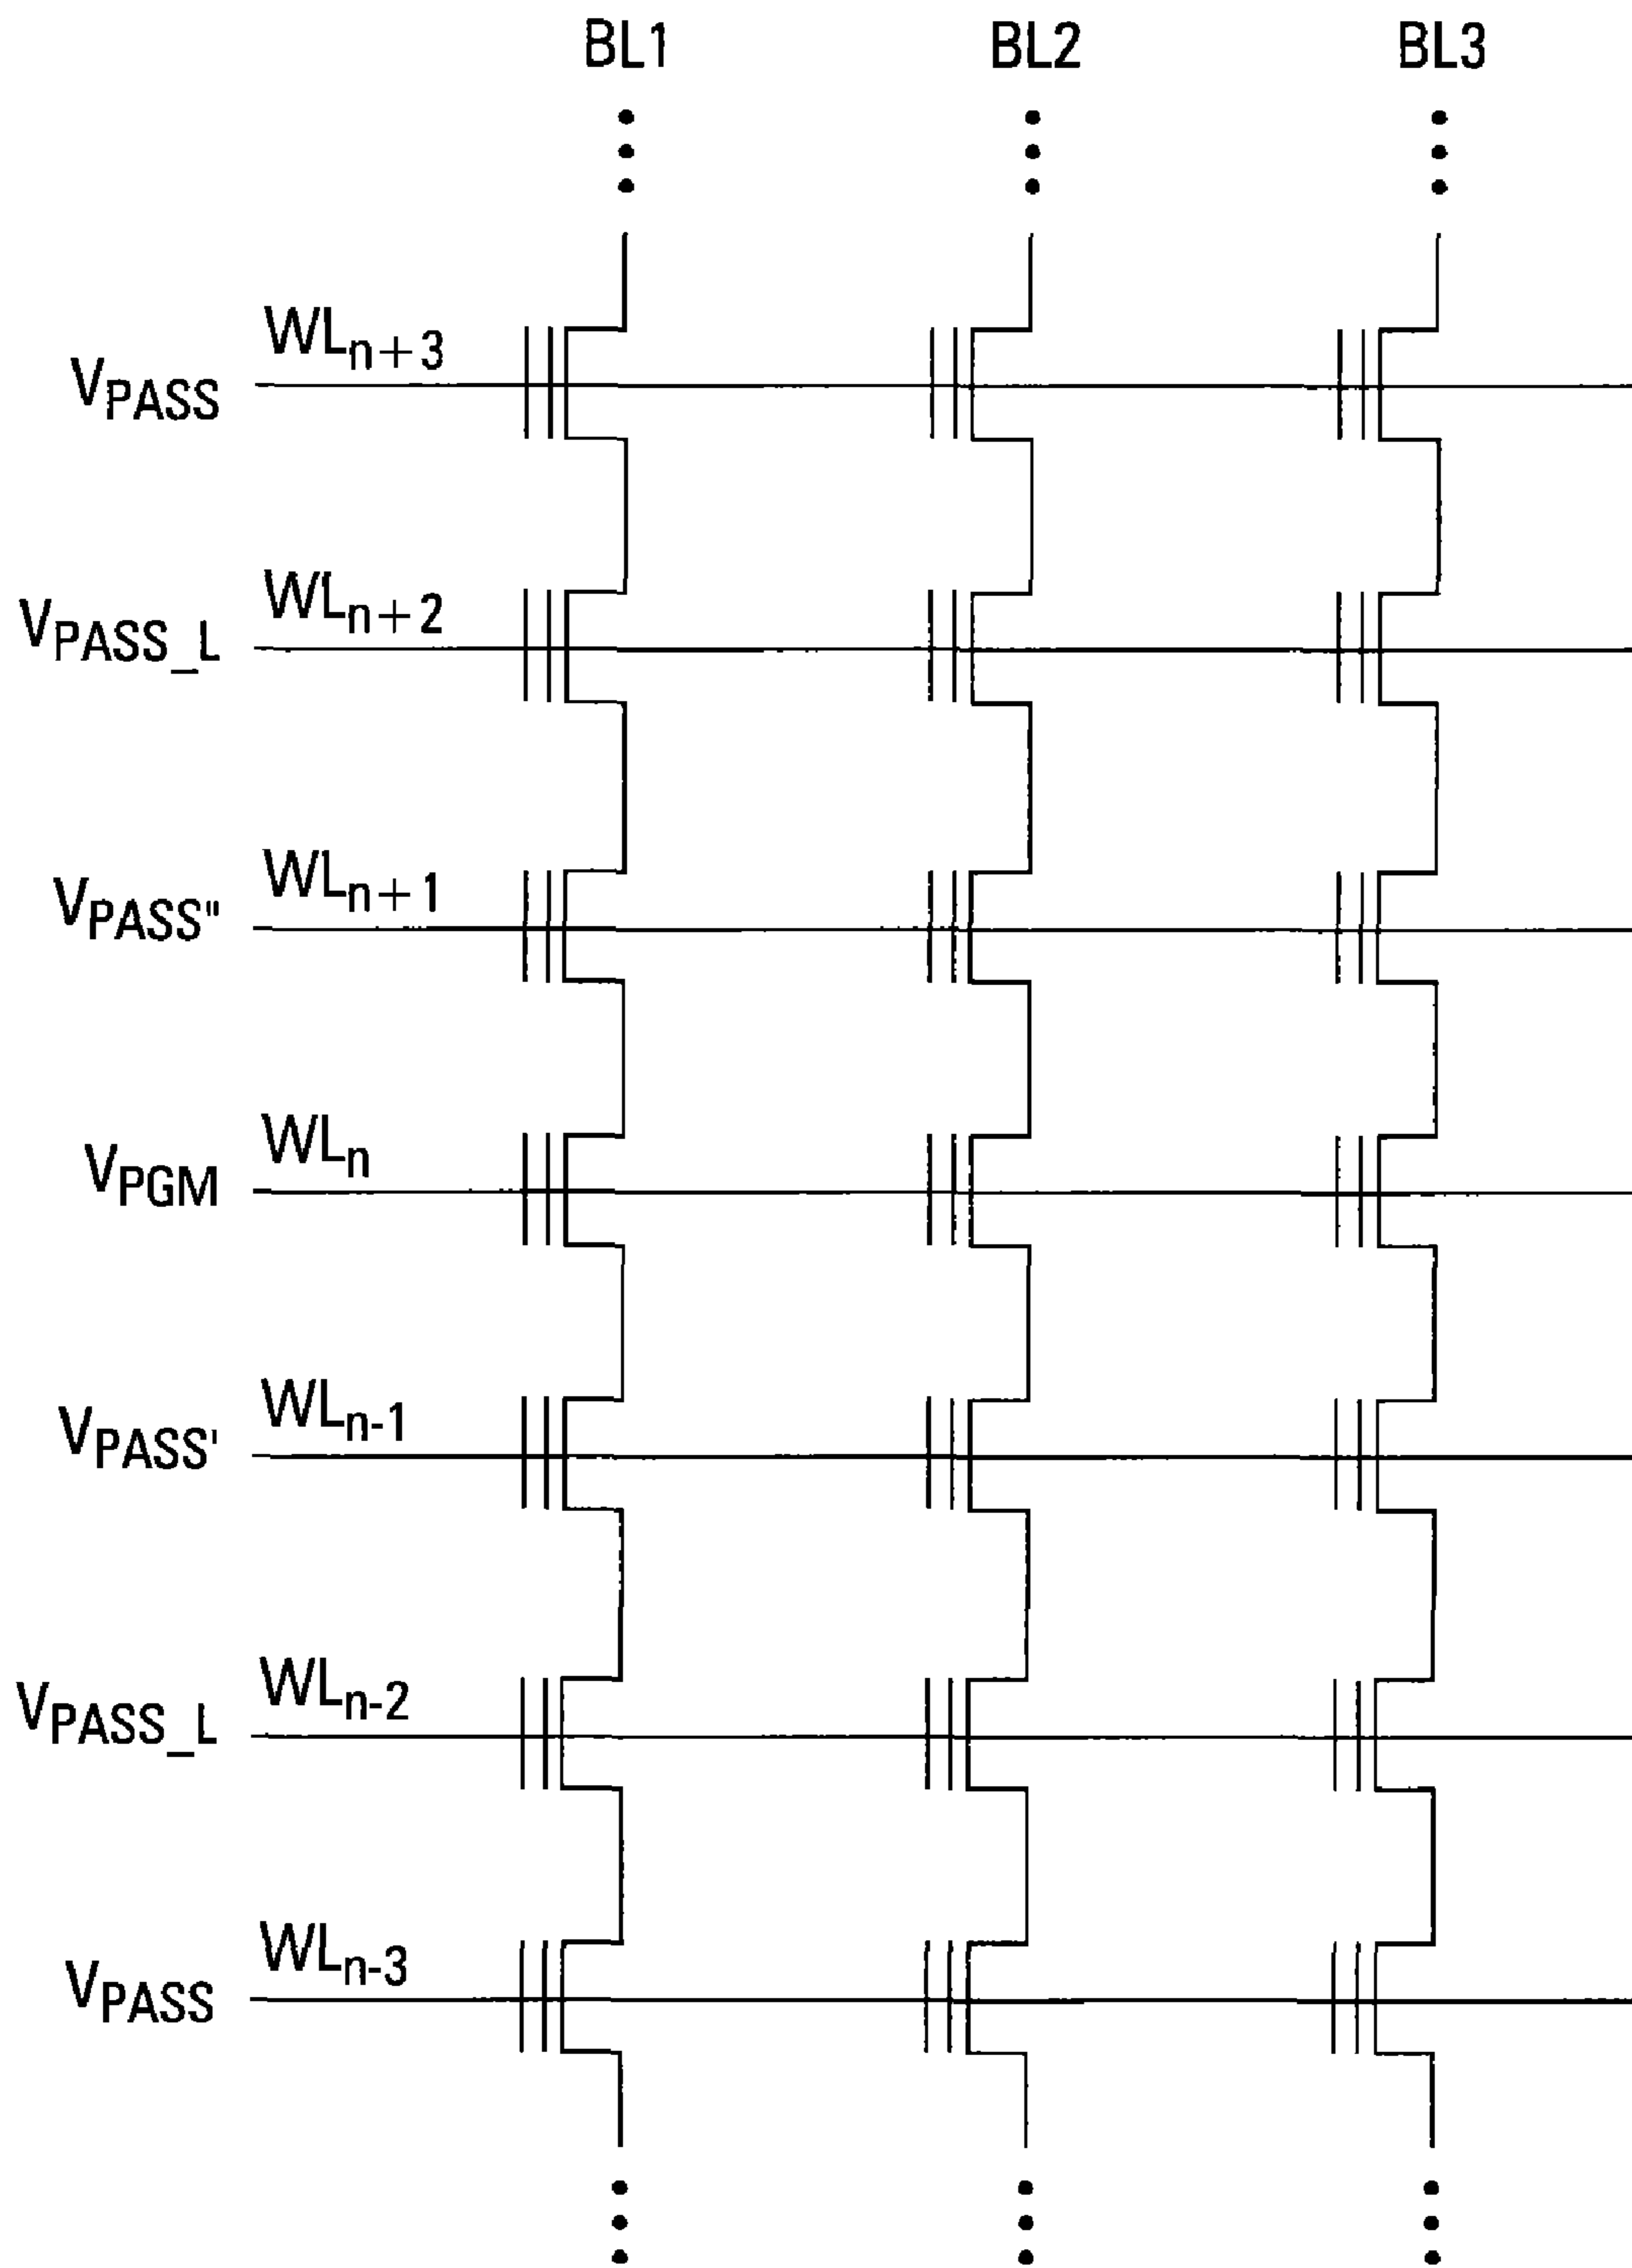 BL1 BL2 BL3
WLn+3
VPASS
WLn+2
VPASS_L
WLn+1
VPASS"
WLn
VPGM
WLn-1
VPASS'
WLn-2
VPASS_L
WLn-3
VPASS